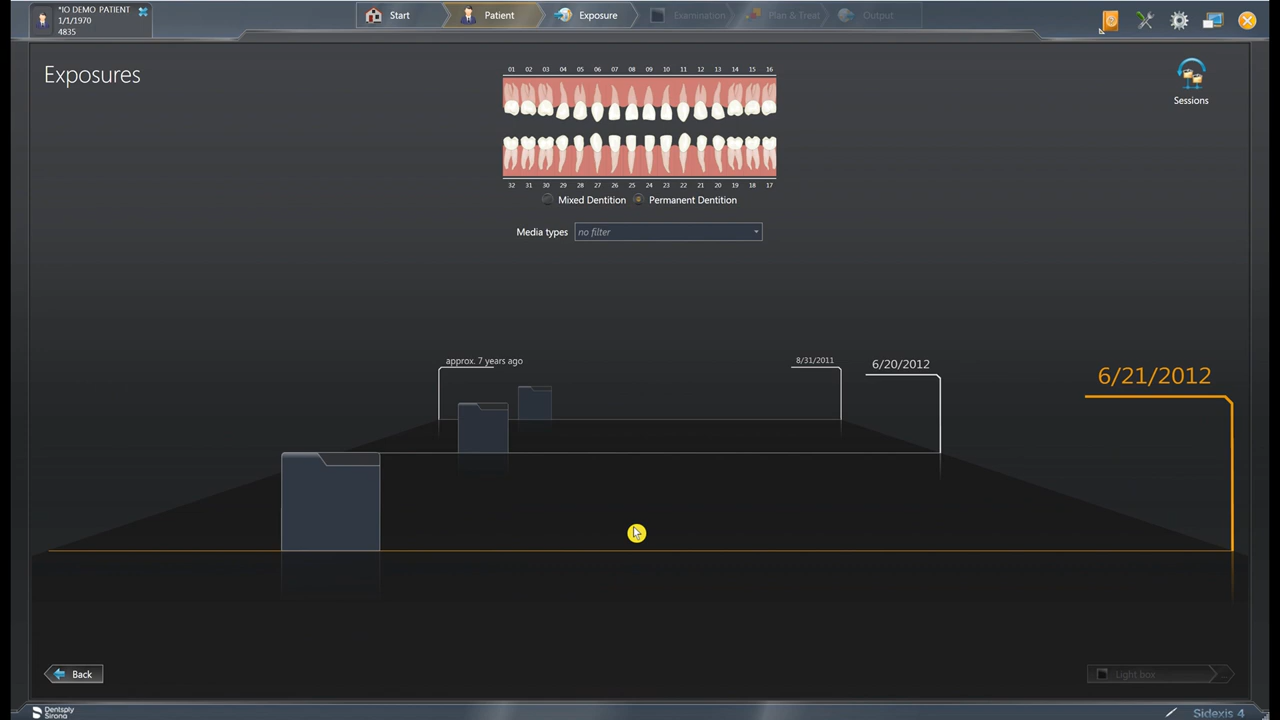 *IO DEMO PATIENT
1/1/1970
4835
Start
Patient
Exposure
Examination
Plan & Treat
Output
Exposures
Sessions
01 02 03 04 05 06 07 08 09 10 11 12 13 14 15 16
32 31 30 29 28 27 26 25 24 23 22 21 20 19 18 17
Mixed Dentition Permanent Dentition
Media types no filter
approx. 7 years ago
8/31/2011
6/20/2012
6/21/2012
Back
Light box
...
Dentsply
Sirona
Sidexis 4